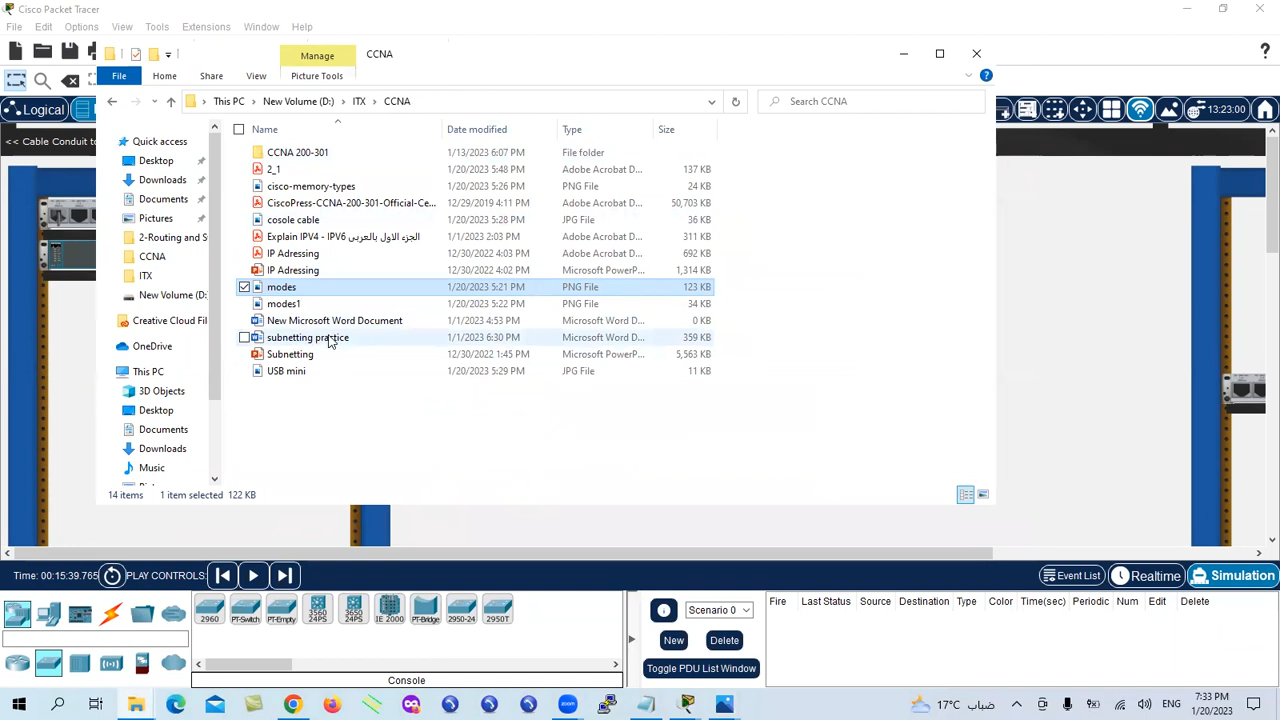 Cisco Packet Tracer
File Edit Options View Tools Extensions Window Help
Manage CCNA
File Home Share View Picture Tools
Logical
This PC New Volume (D:) ITX CCNA
Search CCNA
13:23:00
<< Cable Conduit to
Name Date modified Type Size
Quick access
Desktop
Downloads
Documents
Pictures
2-Routing and S
CCNA
ITX
New Volume (D:
Creative Cloud Fil
OneDrive
This PC
3D Objects
Desktop
Documents
Downloads
Music
CCNA 200-301 1/13/2023 6:07 PM File folder
2_1 1/20/2023 5:48 PM Adobe Acrobat D... 137 KB
cisco-memory-types 1/20/2023 5:26 PM PNG File 24 KB
CiscoPress-CCNA-200-301-Official-Ce... 12/29/2019 4:11 PM Adobe Acrobat D... 50,703 KB
cosole cable 1/20/2023 5:28 PM JPG File 36 KB
Explain IPV4 - IPV6 الجزء الاول بالعربى 1/1/2023 2:03 PM Adobe Acrobat D... 311 KB
IP Adressing 12/30/2022 4:03 PM Adobe Acrobat D... 692 KB
IP Adressing 12/30/2022 4:02 PM Microsoft PowerP... 1,314 KB
modes 1/20/2023 5:21 PM PNG File 123 KB
modes1 1/20/2023 5:22 PM PNG File 34 KB
New Microsoft Word Document 1/1/2023 4:53 PM Microsoft Word D... 0 KB
subnetting practice 1/1/2023 6:30 PM Microsoft Word D... 359 KB
Subnetting 12/30/2022 1:45 PM Microsoft PowerP... 5,563 KB
USB mini 1/20/2023 5:29 PM JPG File 11 KB
14 items 1 item selected 122 KB
Time: 00:15:39.765 PLAY CONTROLS: Event List Realtime Simulation
2960 PT-Switch PT-Empty 3560 24PS 3650 24PS IE 2000 PT-Bridge 2950-24 2950T
Console
Scenario 0
New Delete
Toggle PDU List Window
Fire Last Status Source Destination Type Color Time(sec) Periodic Num Edit Delete
17°C ضباب ENG
7:33 PM
1/20/2023